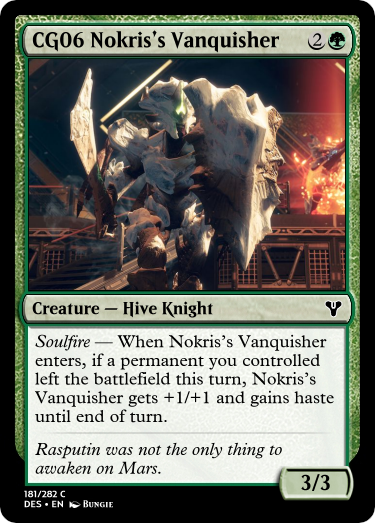 CG06 Nokris's Vanquisher 2
Creature — Hive Knight
Soulfire — When Nokris's Vanquisher
enters, if a permanent you controlled
left the battlefield this turn, Nokris's
Vanquisher gets +1/+1 and gains haste
until end of turn.
Rasputin was not the only thing to
awaken on Mars.
3/3
181/282 C
DES • EN Bungie